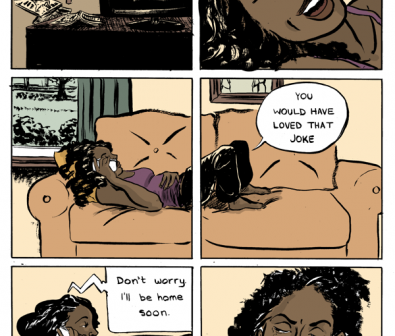 YOU
WOULD HAVE
LOVED THAT
JOKE
Don't worry
I'll be home
soon.